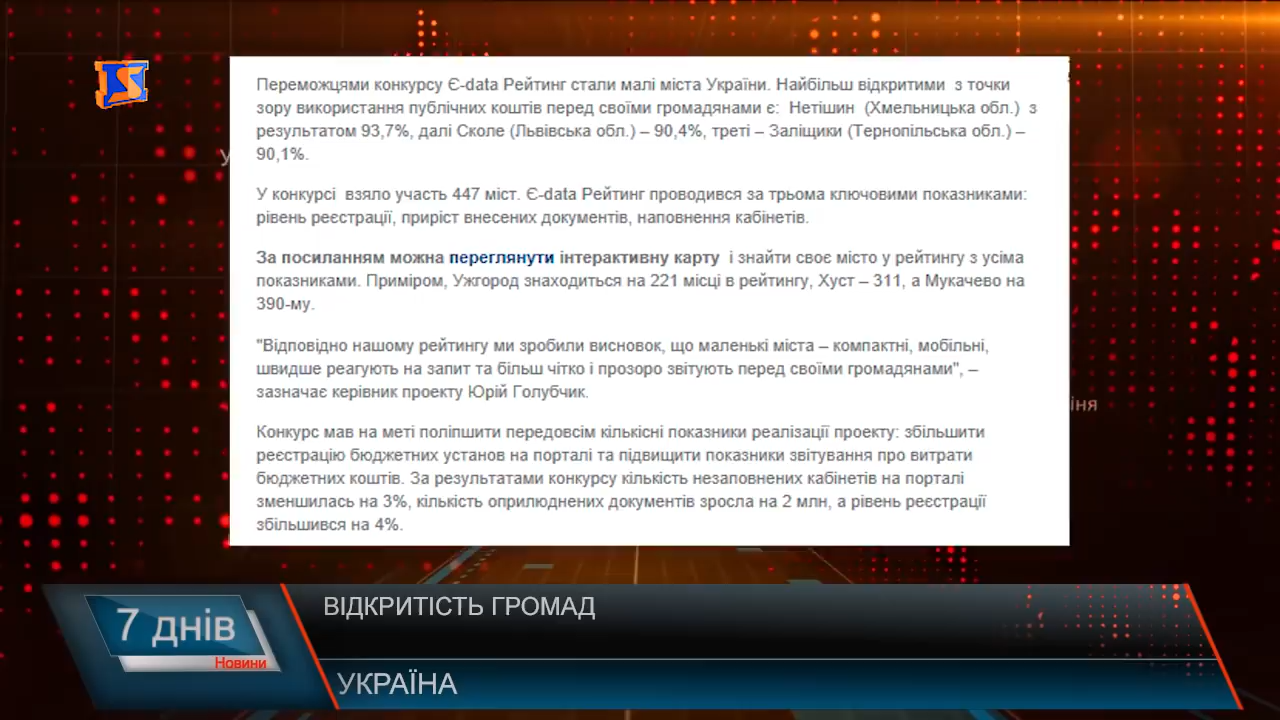 Переможцями конкурсу Є-data Рейтинг стали малі міста України. Найбільш відкритими з точки
зору використання публічних коштів перед своїми громадянами є: Нетішин (Хмельницька обл.) з
результатом 93,7%, далі Сколе (Львівська обл.) – 90,4%, треті – Заліщики (Тернопільська обл.) –
90,1%.
У конкурсі взяло участь 447 міст. Є-data Рейтинг проводився за трьома ключовими показниками:
рівень реєстрації, приріст внесених документів, наповнення кабінетів.
За посиланням можна переглянути інтерактивну карту і знайти своє місто у рейтингу з усіма
показниками. Приміром, Ужгород знаходиться на 221 місці в рейтингу, Хуст – 311, а Мукачево на
390-му.
"Відповідно нашому рейтингу ми зробили висновок, що маленькі міста – компактні, мобільні,
швидше реагують на запит та більш чітко і прозоро звітують перед своїми громадянами", –
зазначає керівник проекту Юрій Голубчик.
Конкурс мав на меті поліпшити передовсім кількісні показники реалізації проекту: збільшити
реєстрацію бюджетних установ на порталі та підвищити показники звітування про витрати
бюджетних коштів. За результатами конкурсу кількість незаповнених кабінетів на порталі
зменшилась на 3%, кількість оприлюднених документів зросла на 2 млн, а рівень реєстрації
збільшився на 4%.
7 днів
Новини
ВІДКРИТІСТЬ ГРОМАД
УКРАЇНА